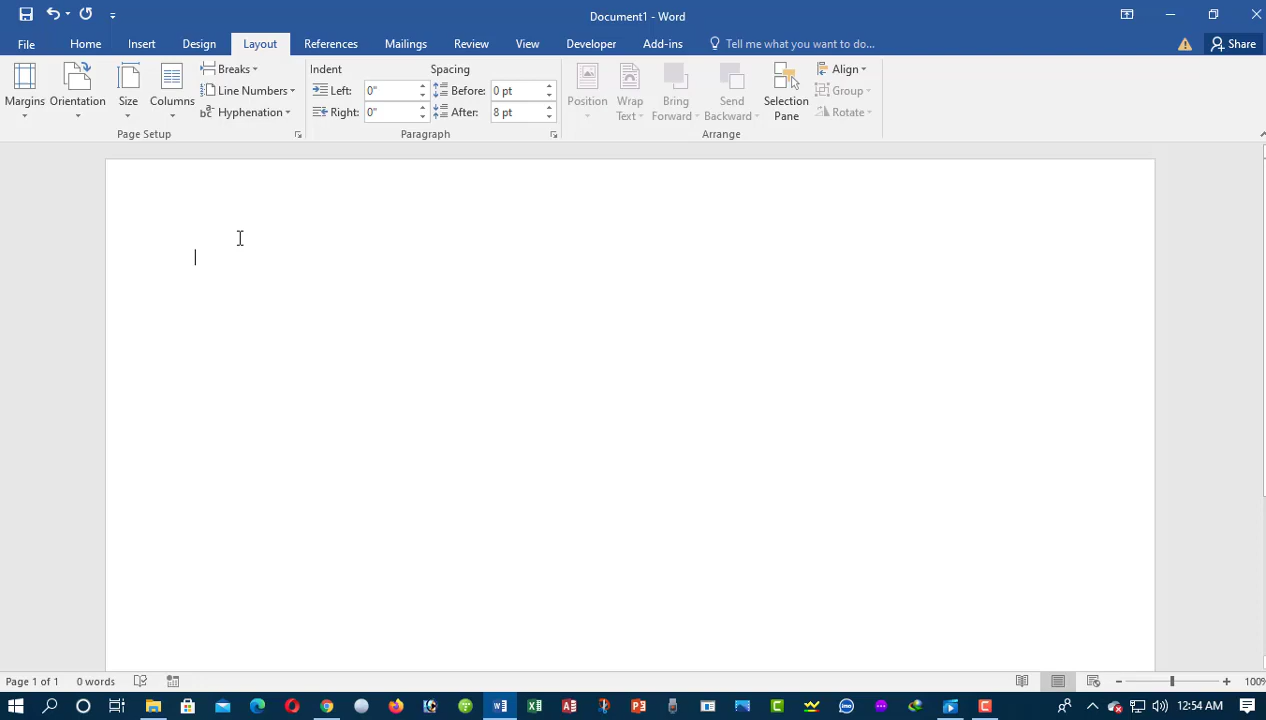 Document1 - Word
File Home Insert Design Layout References Mailings Review View Developer Add-ins Tell me what you want to do... Share
Margins Orientation Size Columns
Breaks
Line Numbers
Hyphenation
Page Setup
Indent Spacing
Left: 0" Before: 0 pt
Right: 0" After: 8 pt
Paragraph
Position Wrap Text Bring Forward Send Backward Selection Pane
Align
Group
Rotate
Arrange
Page 1 of 1 0 words 100%
12:54 AM